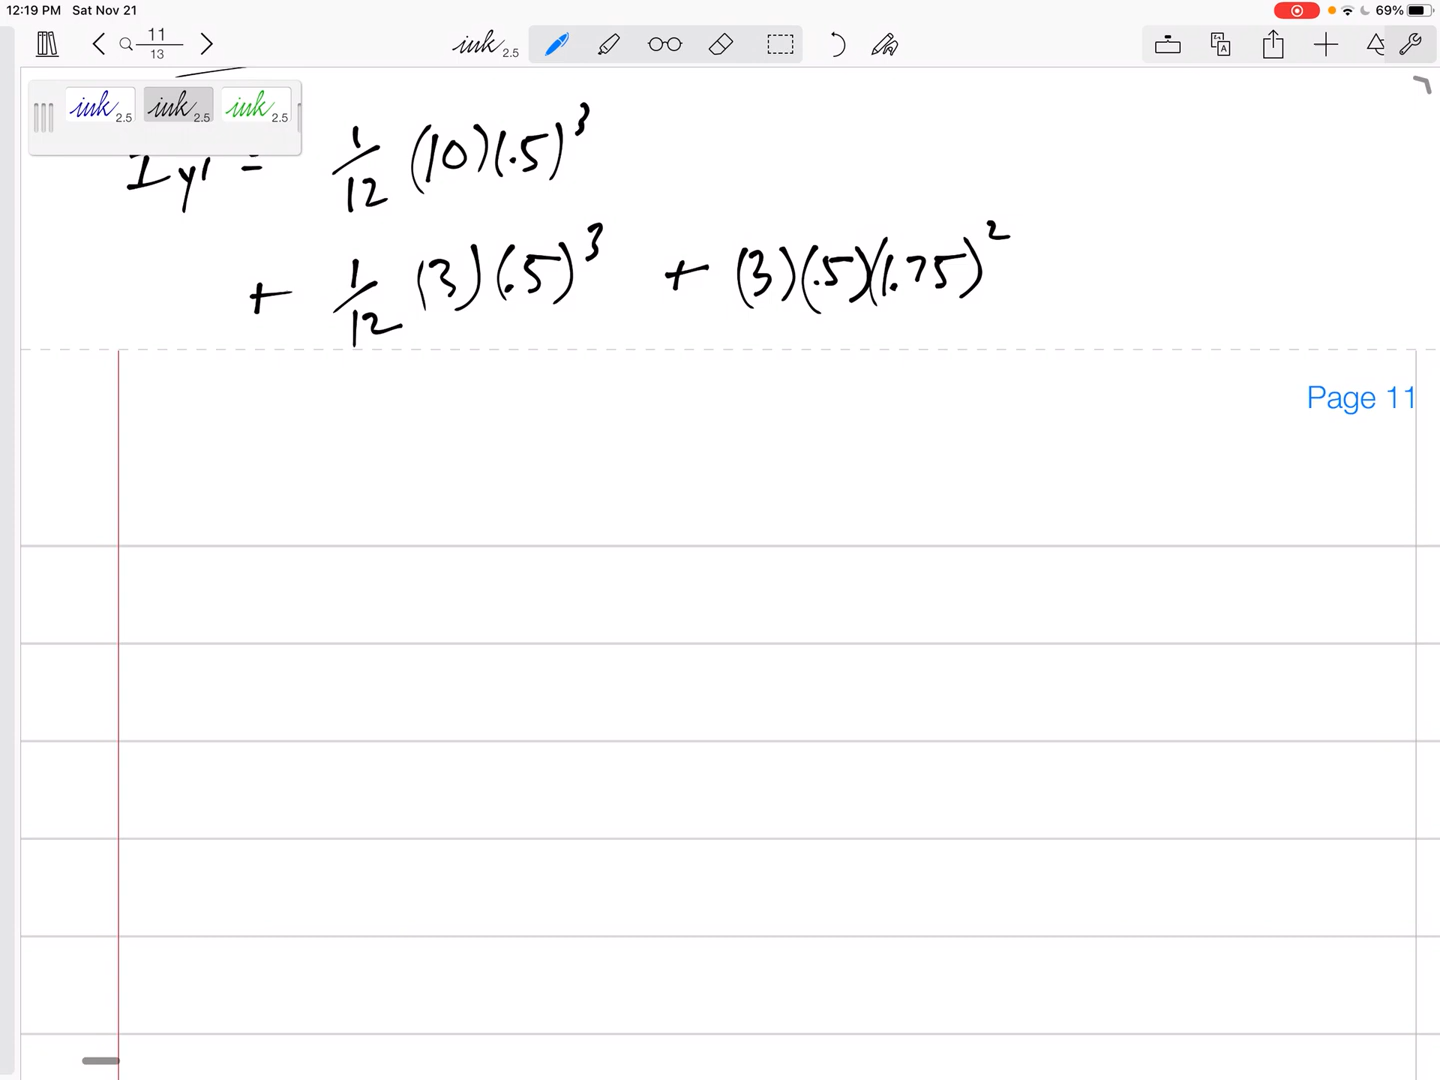 12:19 PM Sat Nov 21
69%
11
13
ink 2.5
ink 2.5 ink 2.5 ink 2.5
Iy1 = 1/12 (10)(.5)^3
+ 1/12 (3)(.5)^3 + (3)(.5)(1.75)^2
Page 11